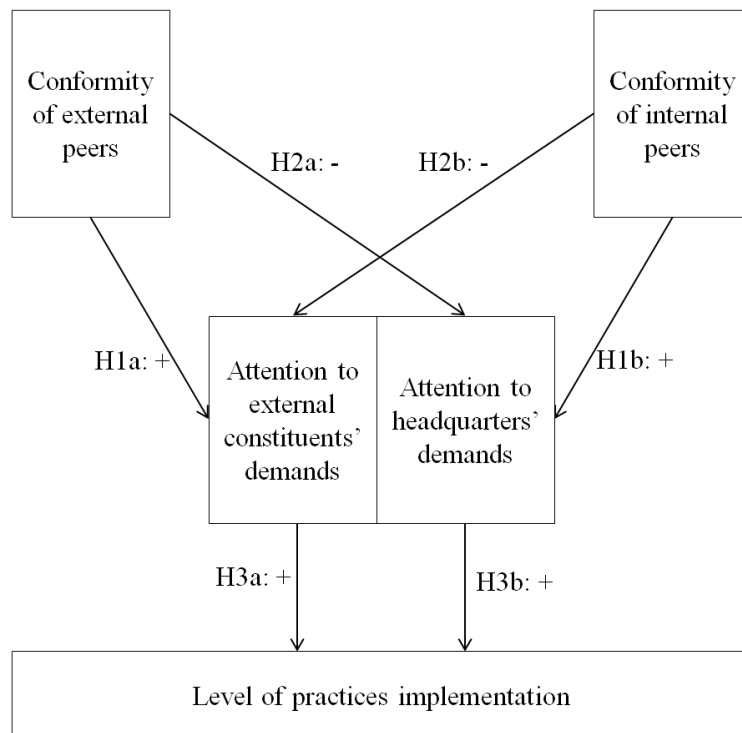 Conformity
of external
peers
Conformity
of internal
peers
H2a: -
H2b: -
H1a: +
H1b: +
Attention to
external
constituents’
demands
Attention to
headquarters’
demands
H3a: +
H3b: +
Level of practices implementation